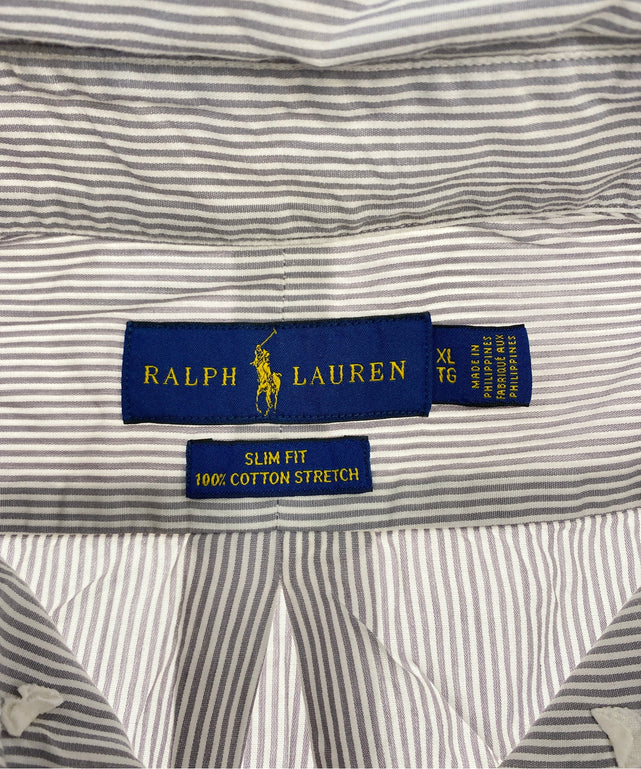 RALPH LAUREN
XL
TG
MADE IN
PHILIPPINES
FABRIQUÉ AUX
PHILIPPINES
SLIM FIT
100% COTTON STRETCH